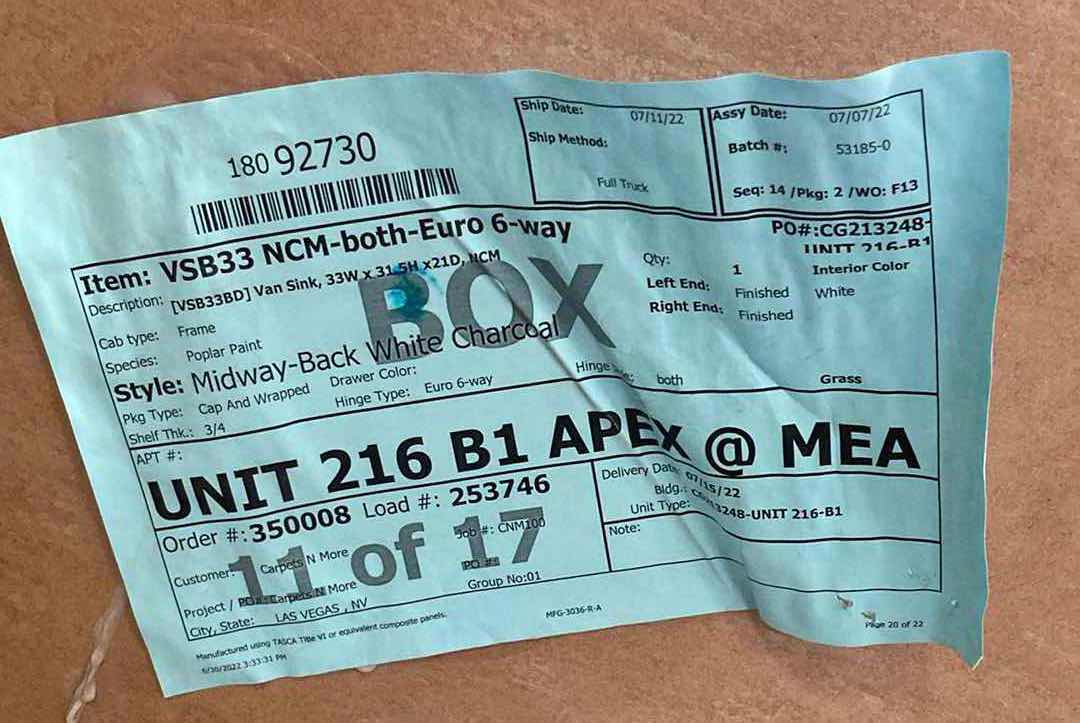 180 92730
Ship Date: 07/11/22
Ship Method:
Full Truck
Assy Date: 07/07/22
Batch #: 53185-0
Seq: 14 /Pkg: 2 /WO: F13
Item: VSB33 NCM-both-Euro 6-way
PO#:CG213248-
UNIT 216-B1
Description: [VSB33BD] Van Sink, 33W x 31.5H x21D, NCM
BOX
Qty: 1
Interior Color
Left End: Finished
White
Right End: Finished
Cab type: Frame
Species: Poplar Paint
Style: Midway-Back White Charcoal
Pkg Type: Cap And Wrapped
Drawer Color:
Hinge Type: Euro 6-way
Hinge both
Grass
Shelf Thk.: 3/4
APT #:
UNIT 216 B1 APEX @ MEA
Order #:350008 Load #: 253746
Delivery Date: 07/15/22
Bldg.: CG213248-UNIT 216-B1
Unit Type:
Note:
11 of 17
Customer: Carpets N More
Job #: CNM100
Project / PO#: Carpets N More
PO #:
City, State: LAS VEGAS , NV
Group No:01
Manufactured using TASCA Title VI or equivalent composite panels.
MFG-3036-R-A
Page 20 of 22
6/30/2022 3:33:31 PM